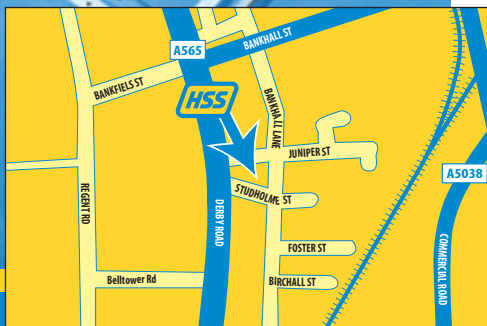 BANKHALL ST
A565
BANKFIELS ST
HSS
BANKHALL LANE
JUNIPER ST
A5038
STUDHOLME ST
REGENT RD
DERBY ROAD
COMMERCIAL ROAD
FOSTER ST
Belltower Rd
BIRCHALL ST